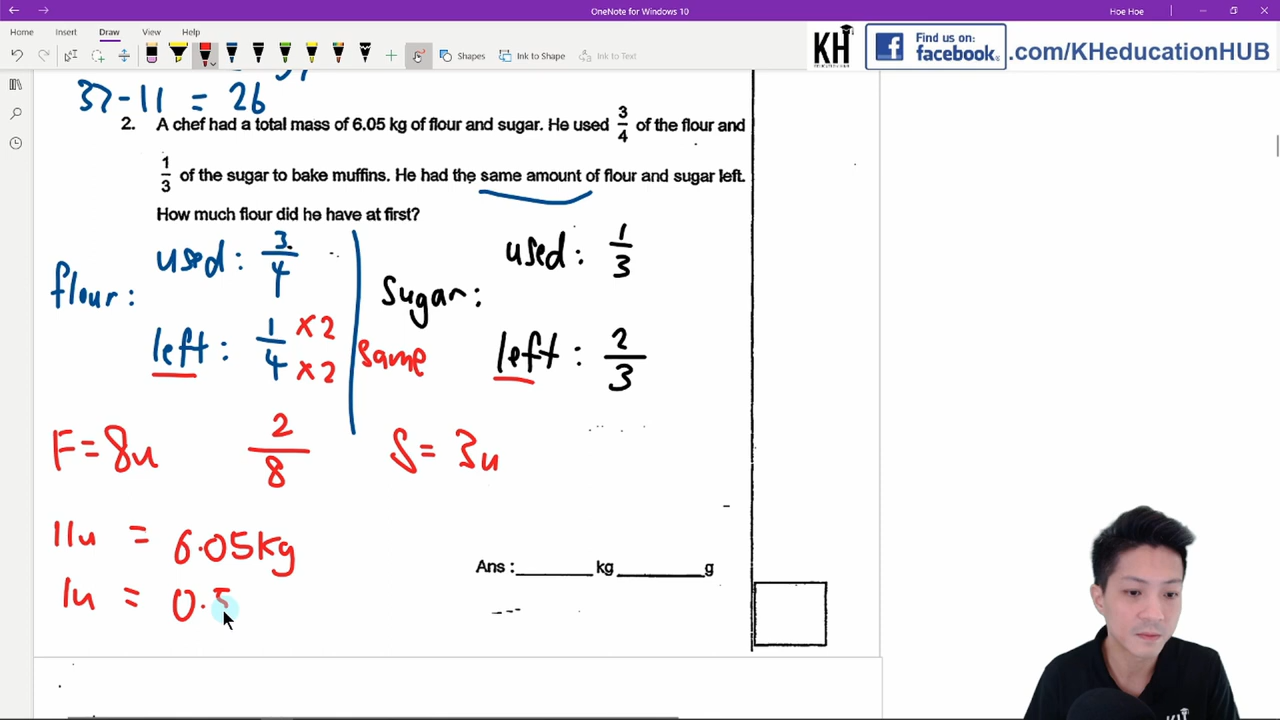 OneNote for Windows 10
Hoe Hoe
Home Insert Draw View Help
Shapes Ink to Shape Ink to Text
KH
Find us on:
facebook. .com/KHeducationHUB
37 - 11 = 26
2. A chef had a total mass of 6.05 kg of flour and sugar. He used 3/4 of the flour and
1/3 of the sugar to bake muffins. He had the same amount of flour and sugar left.
How much flour did he have at first?
used : 3/4
used : 1/3
flour :
Sugar :
left : 1/4 ×2 ×2
same
left : 2/3
F = 8u 2/8 S = 3u
11u = 6.05kg
Ans : ______ kg ______ g
1u = 0.5
KH